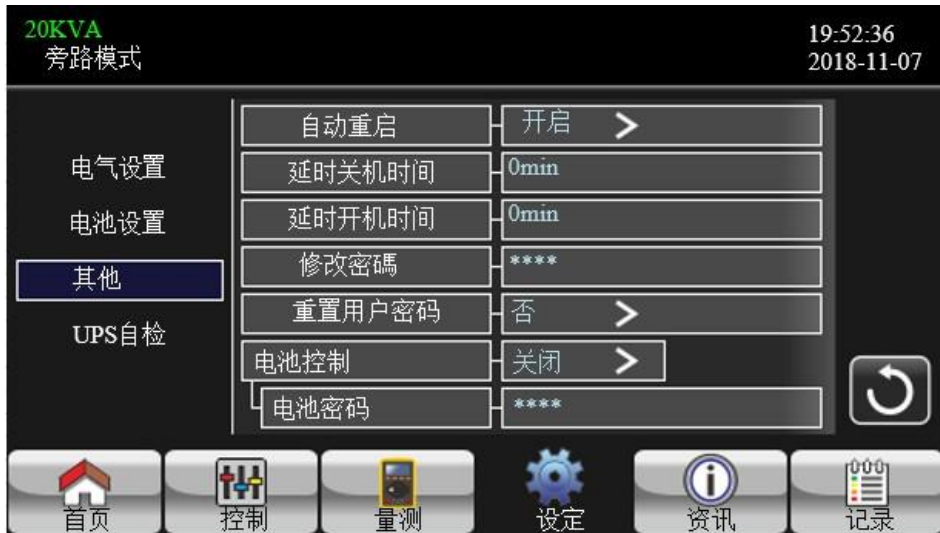 20KVA
旁路模式
19:52:36
2018-11-07
电气设置
电池设置
其他
UPS自检
自动重启 开启 >
延时关机时间 0min
延时开机时间 0min
修改密碼 ****
重置用户密码 否 >
电池控制 关闭 >
电池密码 ****
首页 控制 量测 设定 资讯 记录